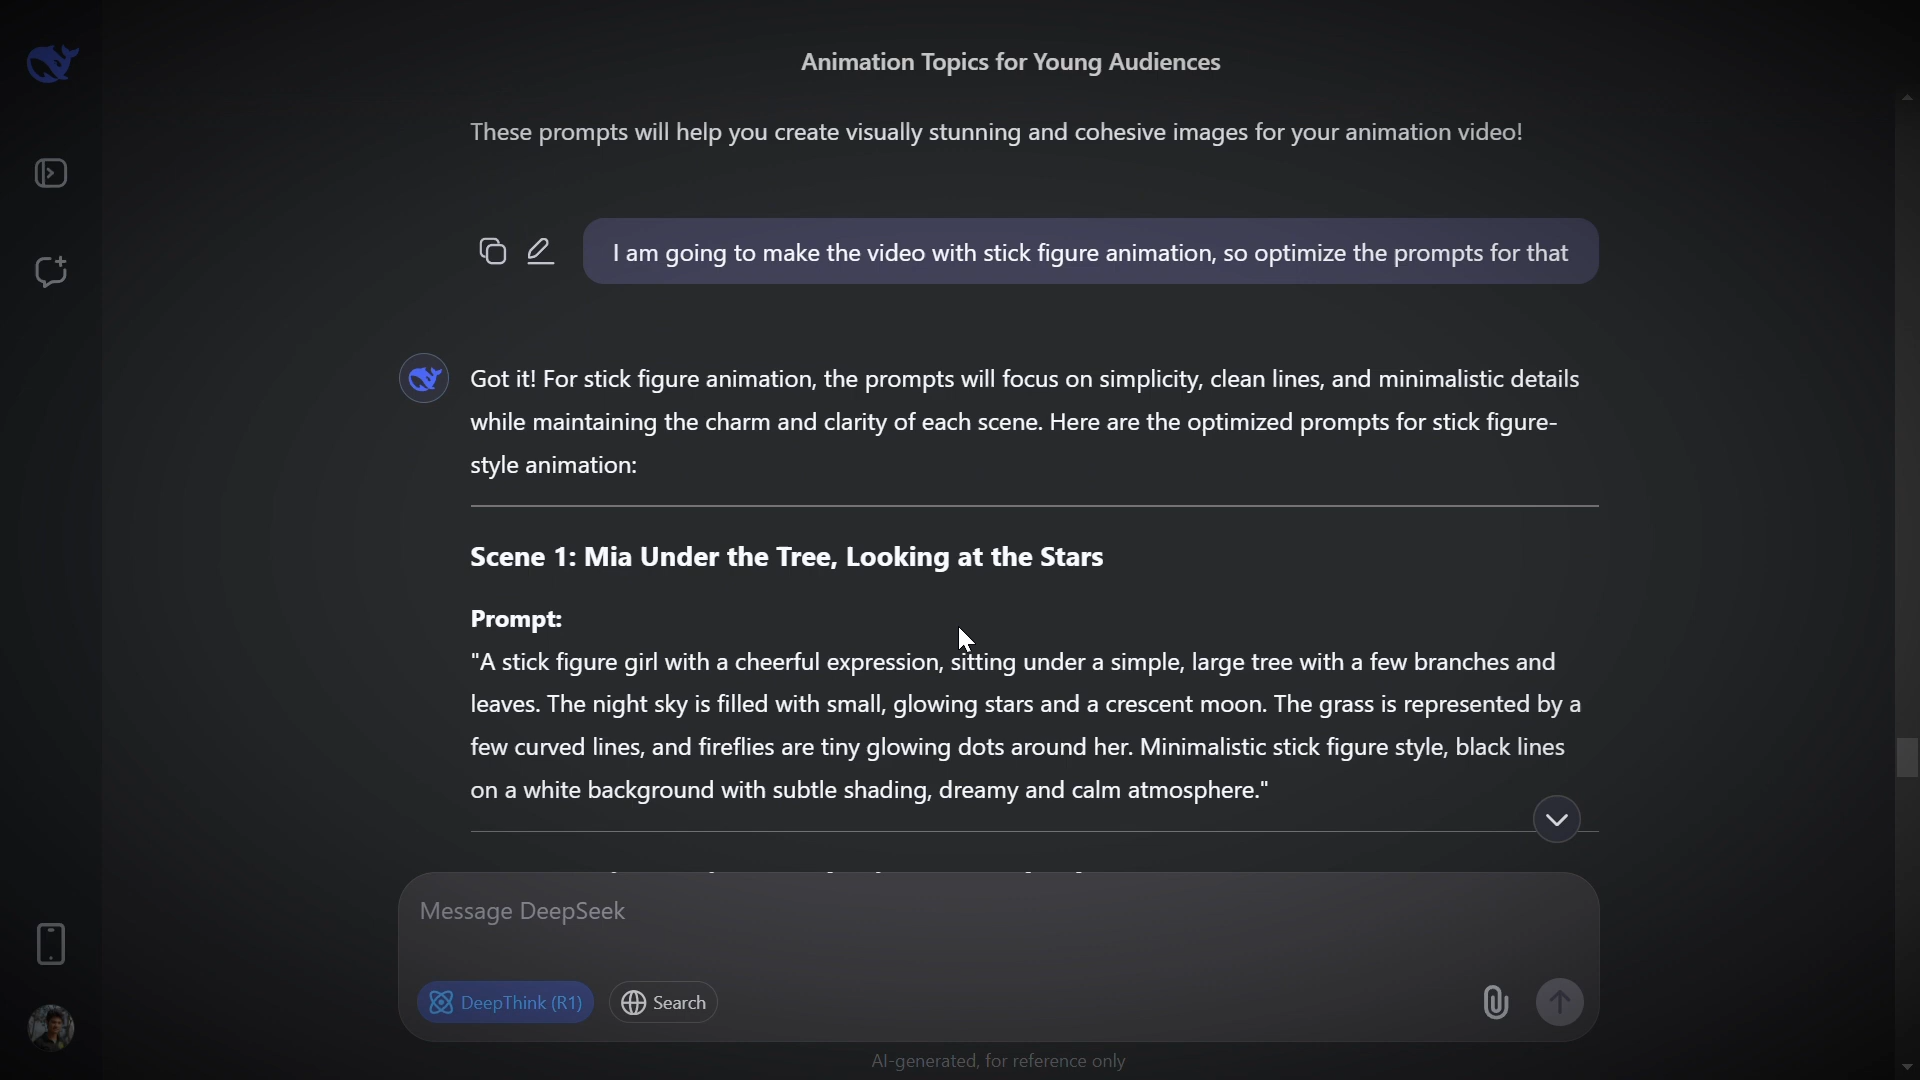 Animation Topics for Young Audiences
These prompts will help you create visually stunning and cohesive images for your animation video!
I am going to make the video with stick figure animation, so optimize the prompts for that
Got it! For stick figure animation, the prompts will focus on simplicity, clean lines, and minimalistic details
while maintaining the charm and clarity of each scene. Here are the optimized prompts for stick figure-
style animation:
Scene 1: Mia Under the Tree, Looking at the Stars
Prompt:
"A stick figure girl with a cheerful expression, sitting under a simple, large tree with a few branches and
leaves. The night sky is filled with small, glowing stars and a crescent moon. The grass is represented by a
few curved lines, and fireflies are tiny glowing dots around her. Minimalistic stick figure style, black lines
on a white background with subtle shading, dreamy and calm atmosphere."
Message DeepSeek
DeepThink (R1)
Search
AI-generated, for reference only